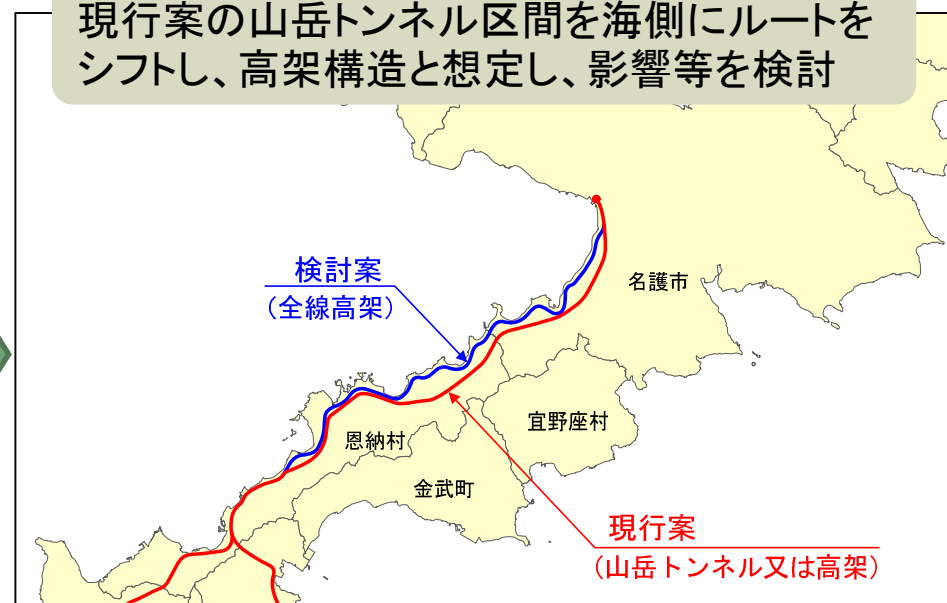 現行案の山岳トンネル区間を海側にルートを
シフトし、高架構造と想定し、影響等を検討
検討案
（全線高架）
名護市
宜野座村
恩納村
金武町
現行案
（山岳トンネル又は高架）